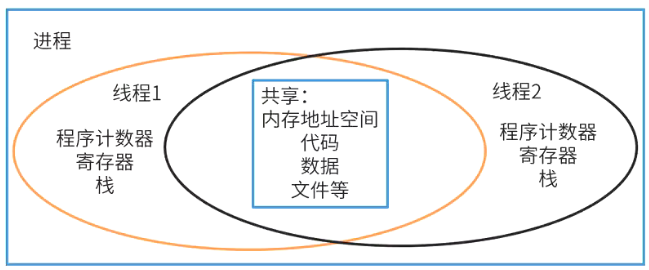 进程
线程1
程序计数器
寄存器
栈
共享：
内存地址空间
代码
数据
文件等
线程2
程序计数器
寄存器
栈